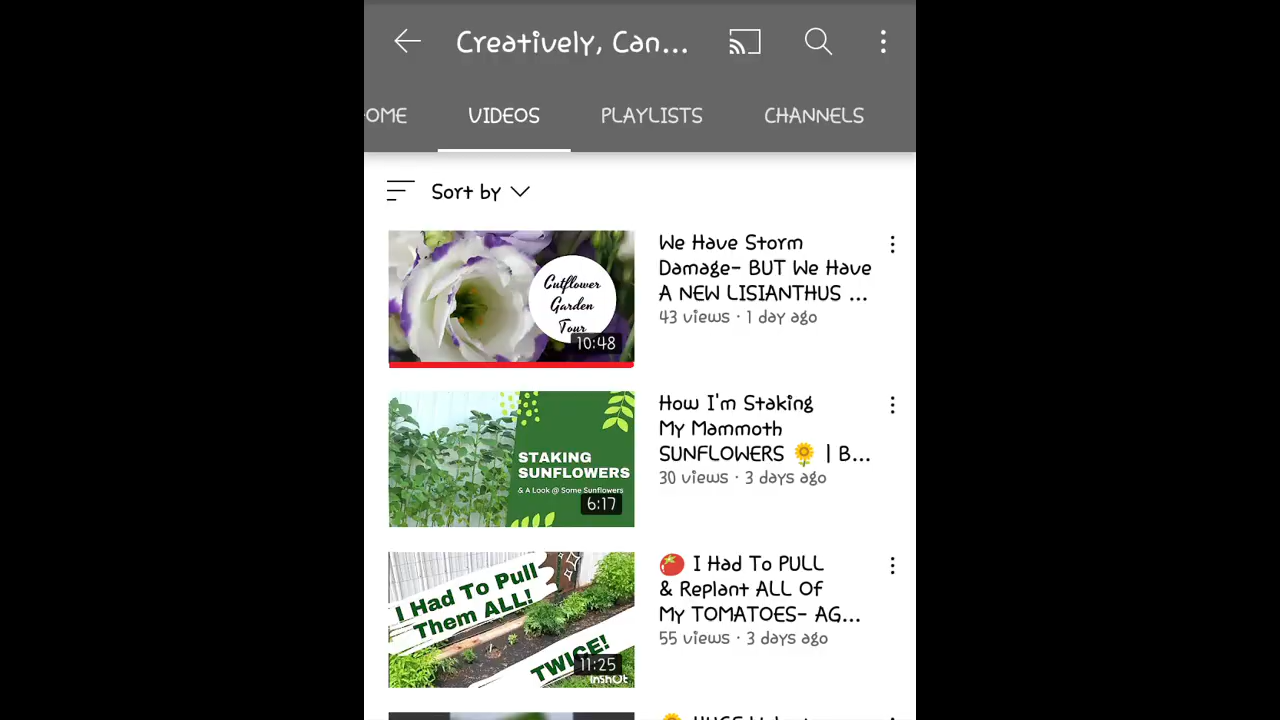 Creatively, Can...
OME VIDEOS PLAYLISTS CHANNELS
Sort by
Cutflower
Garden
Tour
10:48
We Have Storm
Damage- BUT We Have
A NEW LISIANTHUS ...
43 views · 1 day ago
STAKING
SUNFLOWERS
& A Look @ Some Sunflowers
6:17
How I'm Staking
My Mammoth
SUNFLOWERS 🌻 | B...
30 views · 3 days ago
I Had To Pull
Them ALL!
TWICE!
11:25
InShOt
🍅 I Had To PULL
& Replant ALL Of
My TOMATOES- AG...
55 views · 3 days ago